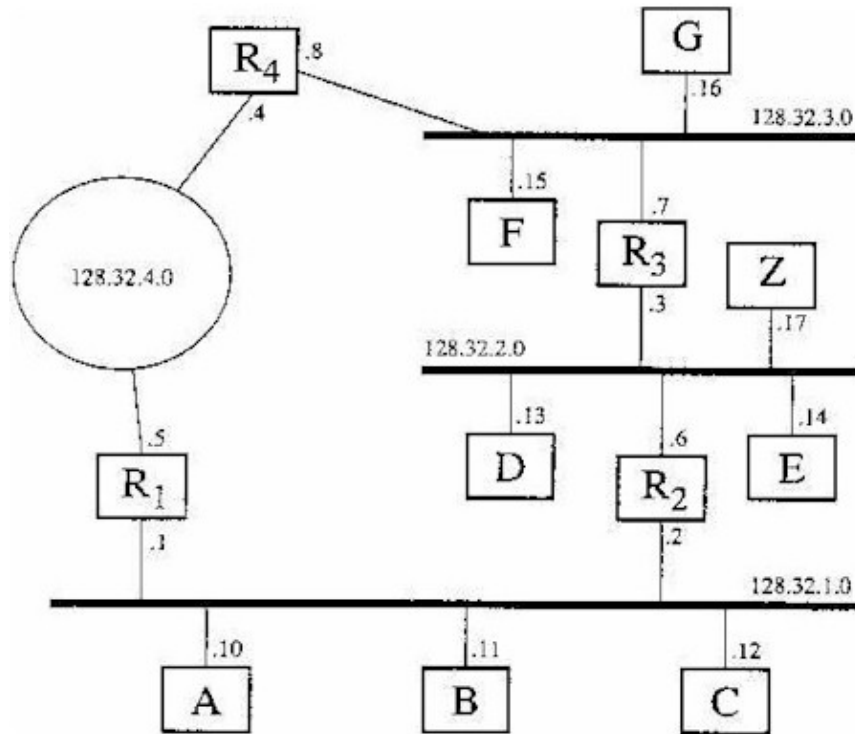 G
R4
.8
.16
.4
128.32.3.0
.15
.7
F
R3
Z
128.32.4.0
.3
.17
128.32.2.0
.13
.6
.14
.5
D
R2
E
R1
.1
.2
128.32.1.0
.10
.11
.12
A
B
C